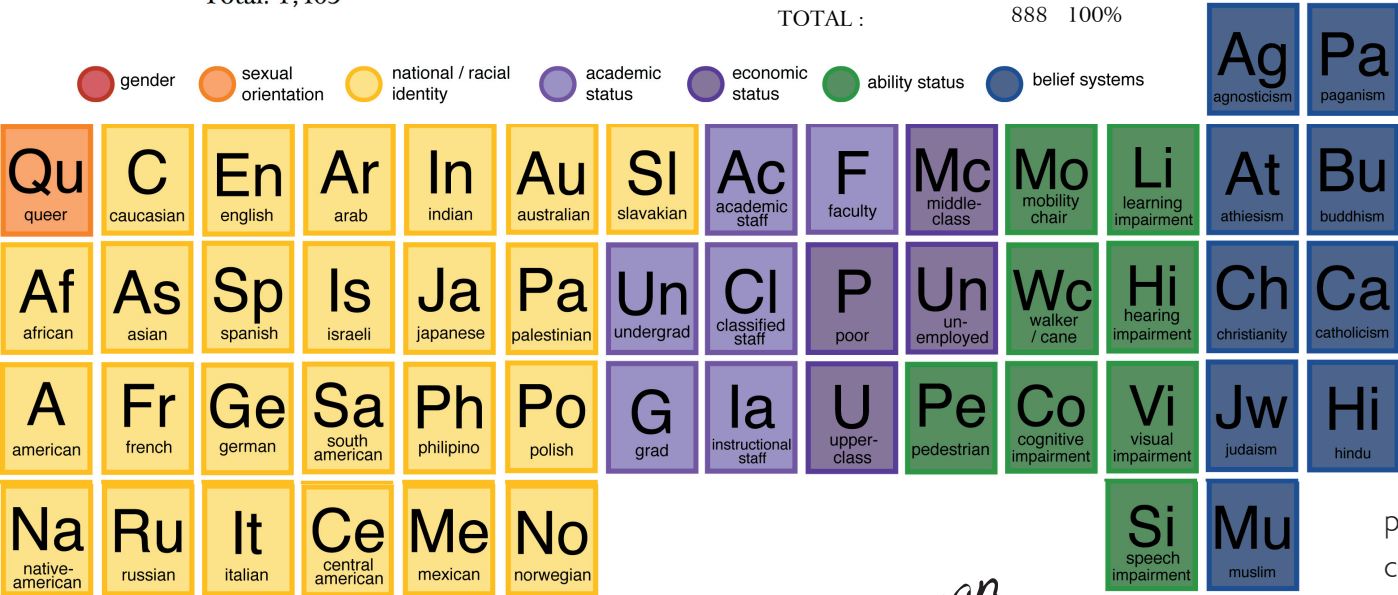 Total: 1,403
TOTAL : 888 100%
gender
sexual
orientation
national / racial
identity
academic
status
economic
status
ability status
belief systems
Ag
agnosticism
Pa
paganism
Qu
queer
C
caucasian
En
english
Ar
arab
In
indian
Au
australian
Sl
slavakian
Ac
academic
staff
F
faculty
Mc
middle-
class
Mo
mobility
chair
Li
learning
impairment
At
athiesism
Bu
buddhism
Af
african
As
asian
Sp
spanish
Is
israeli
Ja
japanese
Pa
palestinian
Un
undergrad
Cl
classified
staff
P
poor
Un
un-
employed
Wc
walker
/ cane
Hi
hearing
impairment
Ch
christianity
Ca
catholicism
A
american
Fr
french
Ge
german
Sa
south
american
Ph
philipino
Po
polish
G
grad
Ia
instructional
staff
U
upper-
class
Pe
pedestrian
Co
cognitive
impairment
Vi
visual
impairment
Jw
judaism
Hi
hindu
Na
native-
american
Ru
russian
It
italian
Ce
central
american
Me
mexican
No
norwegian
Si
speech
impairment
Mu
muslim
p
c